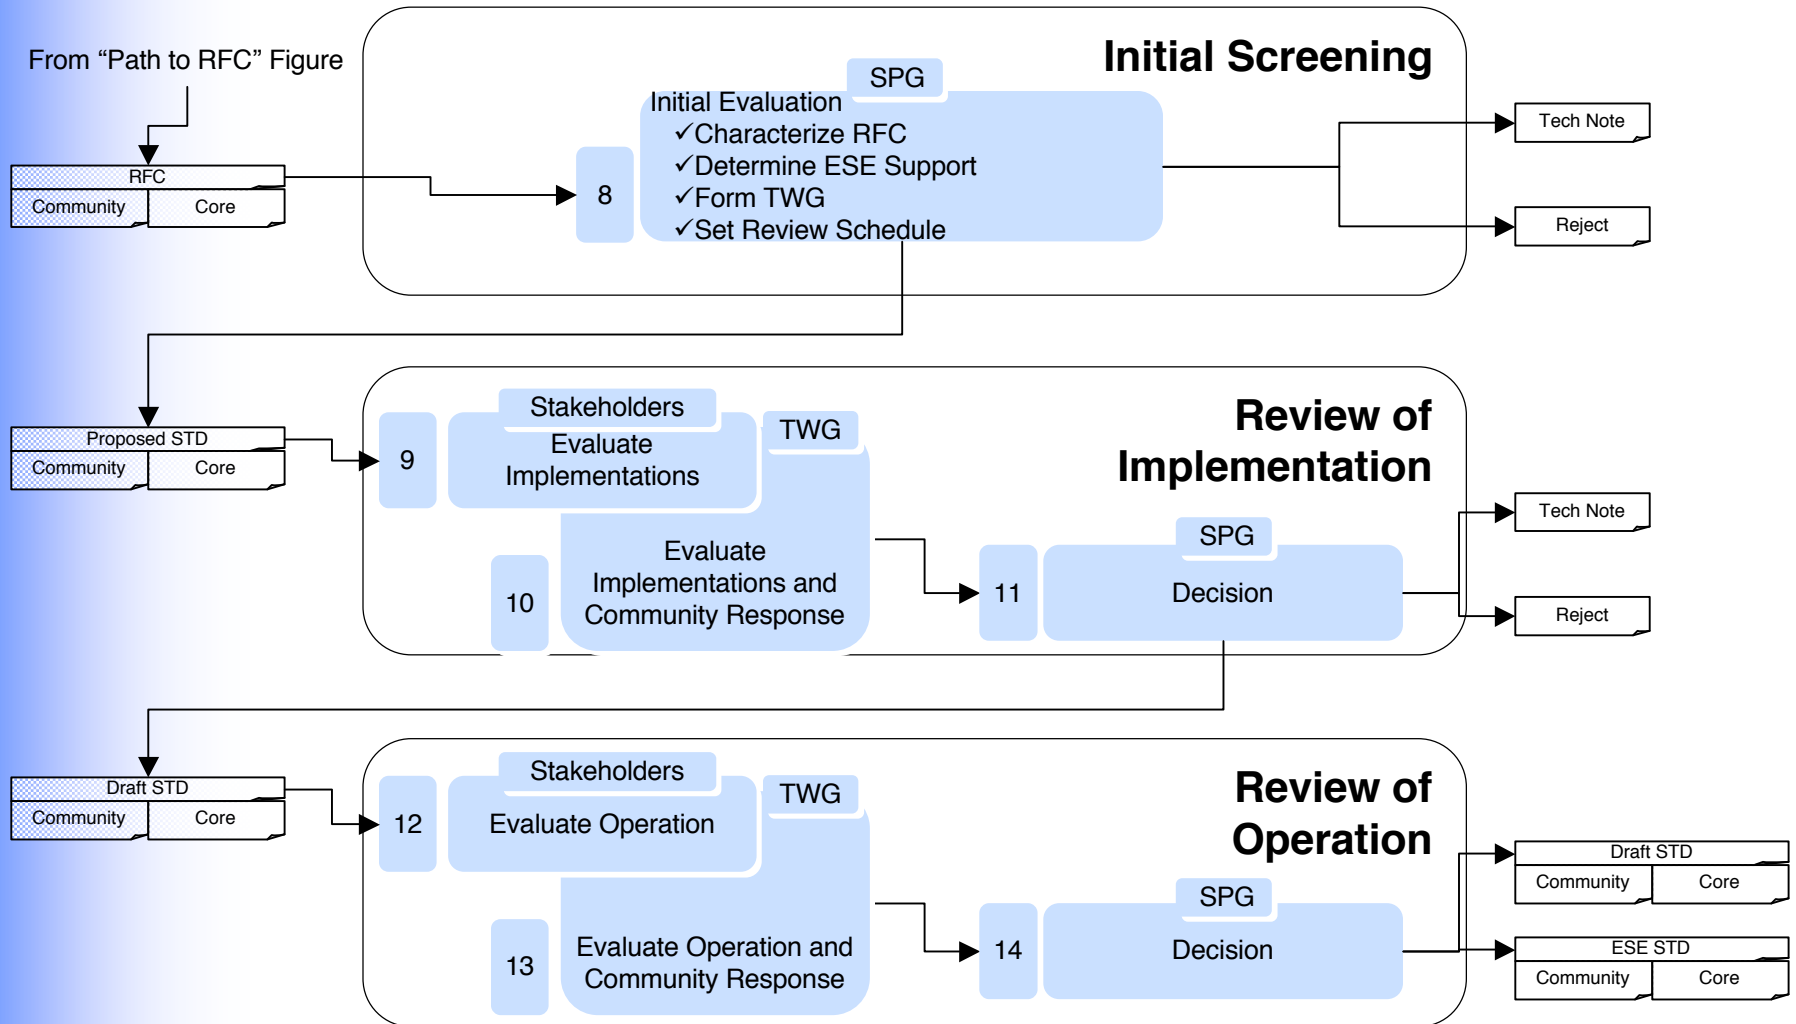 From “Path to RFC” Figure
Initial Screening
SPG
Initial Evaluation
✓Characterize RFC
✓Determine ESE Support
✓Form TWG
✓Set Review Schedule
8
RFC
Community Core
Tech Note
Reject
Review of
Implementation
Proposed STD
Community Core
9
Stakeholders
Evaluate
Implementations
TWG
10
Evaluate
Implementations and
Community Response
11
SPG
Decision
Tech Note
Reject
Review of
Operation
Draft STD
Community Core
12
Stakeholders
Evaluate Operation
TWG
13
Evaluate Operation and
Community Response
14
SPG
Decision
Draft STD
Community Core
ESE STD
Community Core